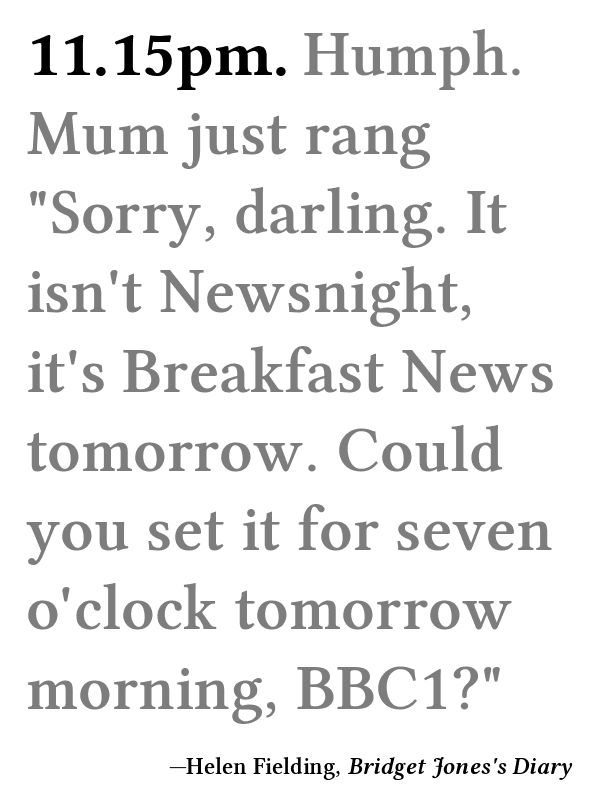 11.15pm. Humph.
Mum just rang
"Sorry, darling. It
isn't Newsnight,
it's Breakfast News
tomorrow. Could
you set it for seven
o'clock tomorrow
morning, BBC1?"
—Helen Fielding, Bridget Jones's Diary